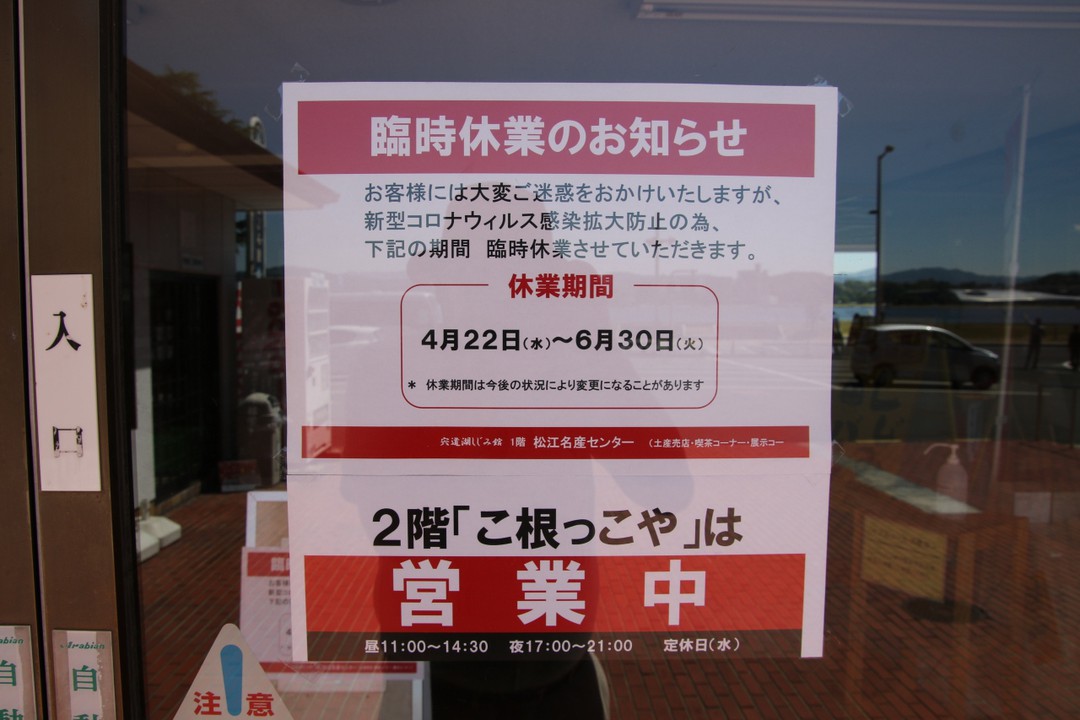 臨時休業のお知らせ
お客様には大変ご迷惑をおかけいたしますが、
新型コロナウィルス感染拡大防止の為、
下記の期間 臨時休業させていただきます。
休業期間
4月22日(水)～6月30日(火)
* 休業期間は今後の状況により変更になることがあります
宍道湖しじみ館 1階 松江名産センター (土産売店・喫茶コーナー・展示コー
2階「こ根っこや」は
営業中
昼11:00～14:30 夜17:00～21:00 定休日(水)
入口
注意
自動
自動